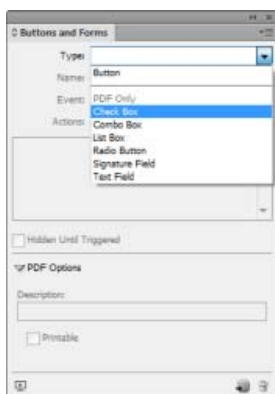 Buttons and Forms
Type:
Name:
Button
Event:
PDF Only
Check Box
Actions:
Combo Box
List Box
Radio Button
Signature Field
Text Field
Hidden Until Triggered
PDF Options
Description:
Printable